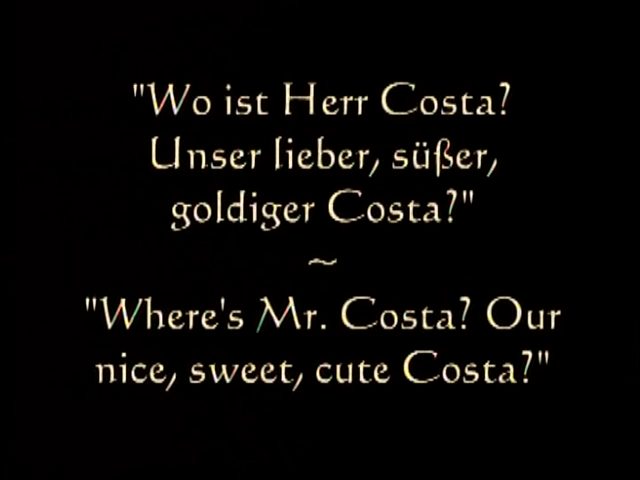 "Wo ist Herr Costa?
Unser lieber, süßer,
goldiger Costa?"
~
"Where's Mr. Costa? Our
nice, sweet, cute Costa?"